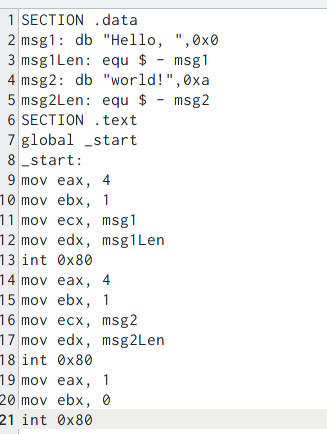 1 SECTION .data
2 msg1: db "Hello, ",0x0
3 msg1Len: equ $ - msg1
4 msg2: db "world!",0xa
5 msg2Len: equ $ - msg2
6 SECTION .text
7 global _start
8 _start:
9 mov eax, 4
10 mov ebx, 1
11 mov ecx, msg1
12 mov edx, msg1Len
13 int 0x80
14 mov eax, 4
15 mov ebx, 1
16 mov ecx, msg2
17 mov edx, msg2Len
18 int 0x80
19 mov eax, 1
20 mov ebx, 0
21 int 0x80